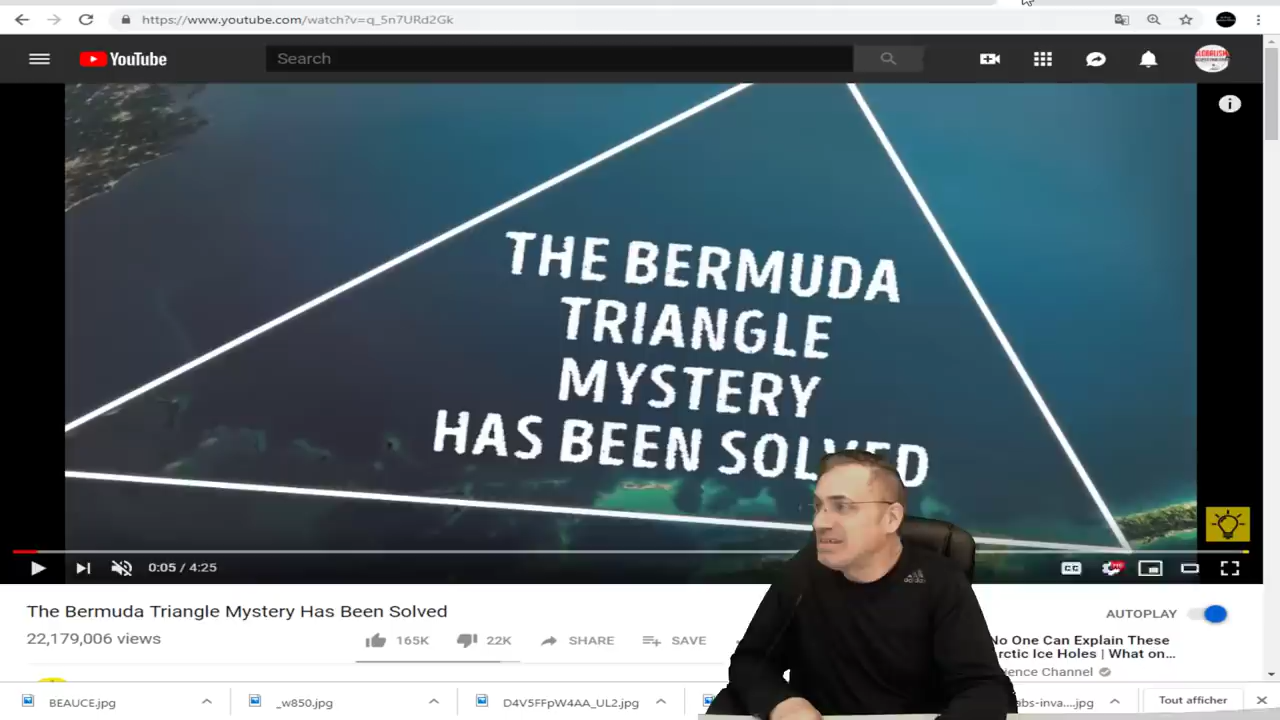 https://www.youtube.com/watch?v=q_5n7URd2Gk
YouTube
Search
THE BERMUDA
TRIANGLE
MYSTERY
HAS BEEN SOLVED
0:05 / 4:25
CC
The Bermuda Triangle Mystery Has Been Solved
AUTOPLAY
22,179,006 views
165K
22K
SHARE
SAVE
No One Can Explain These
rctic Ice Holes | What on...
ience Channel
BEAUCE.jpg
_w850.jpg
D4V5FFpW4AA_UL2.jpg
abs-inva....jpg
Tout afficher
adidas